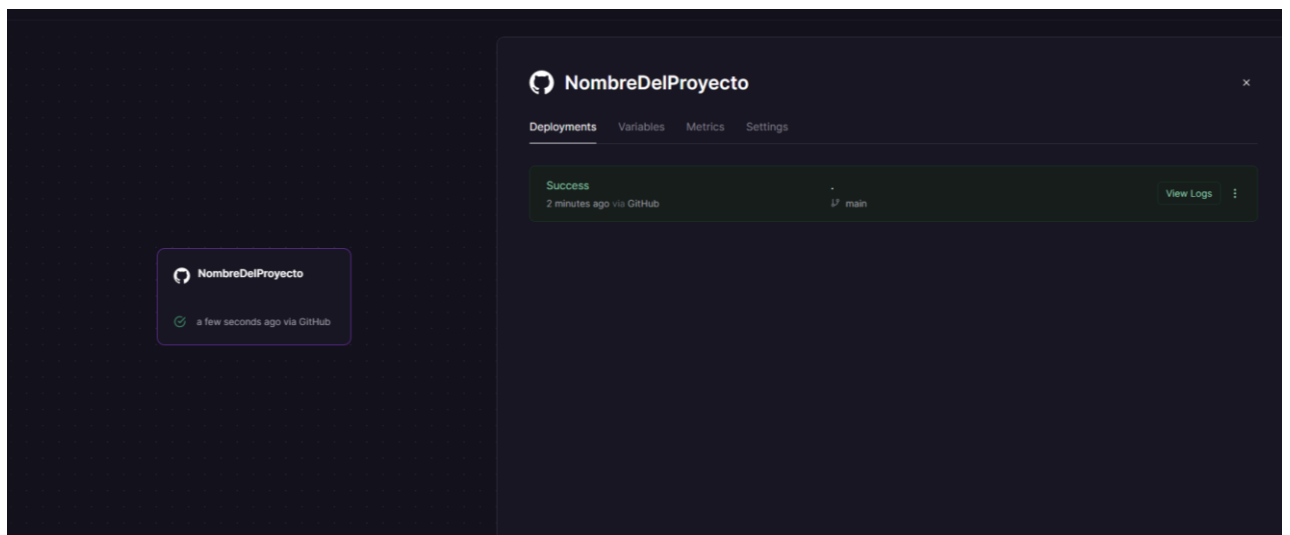 NombreDelProyecto
a few seconds ago via GitHub
NombreDelProyecto
×
Deployments Variables Metrics Settings
Success
2 minutes ago via GitHub
.
main
View Logs